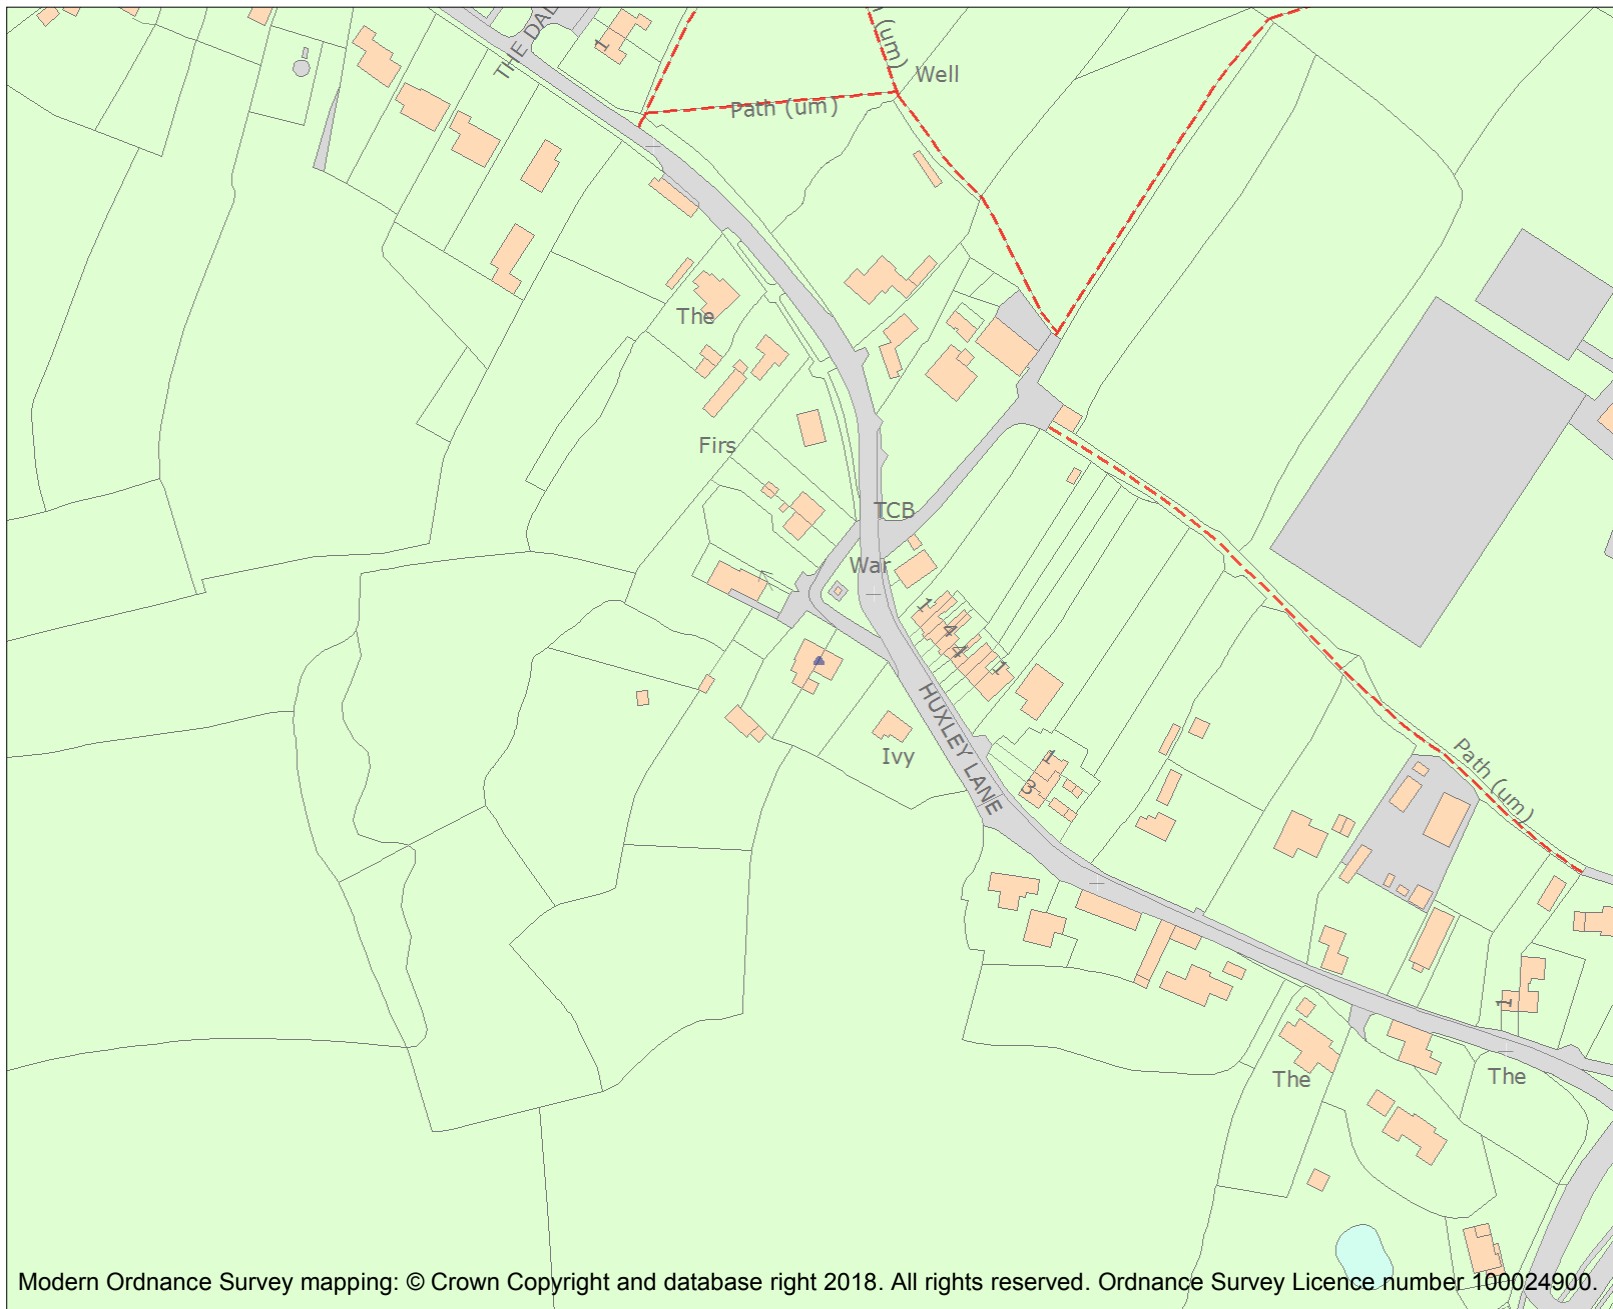 THE DAL
1
(um)
Well
Path (um)
The
Firs
TCB
War
1
4
4
1
HUXLEY LANE
Ivy
1
3
Path (um)
1
The
The
Modern Ordnance Survey mapping: © Crown Copyright and database right 2018. All rights reserved. Ordnance Survey Licence number 100024900.